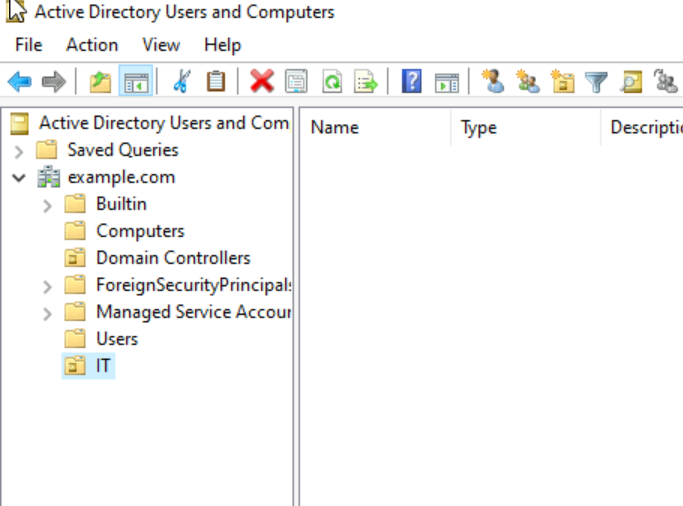 Active Directory Users and Computers
File Action View Help
Active Directory Users and Com
Name Type Descripti
Saved Queries
example.com
Builtin
Computers
Domain Controllers
ForeignSecurityPrincipals
Managed Service Accour
Users
IT